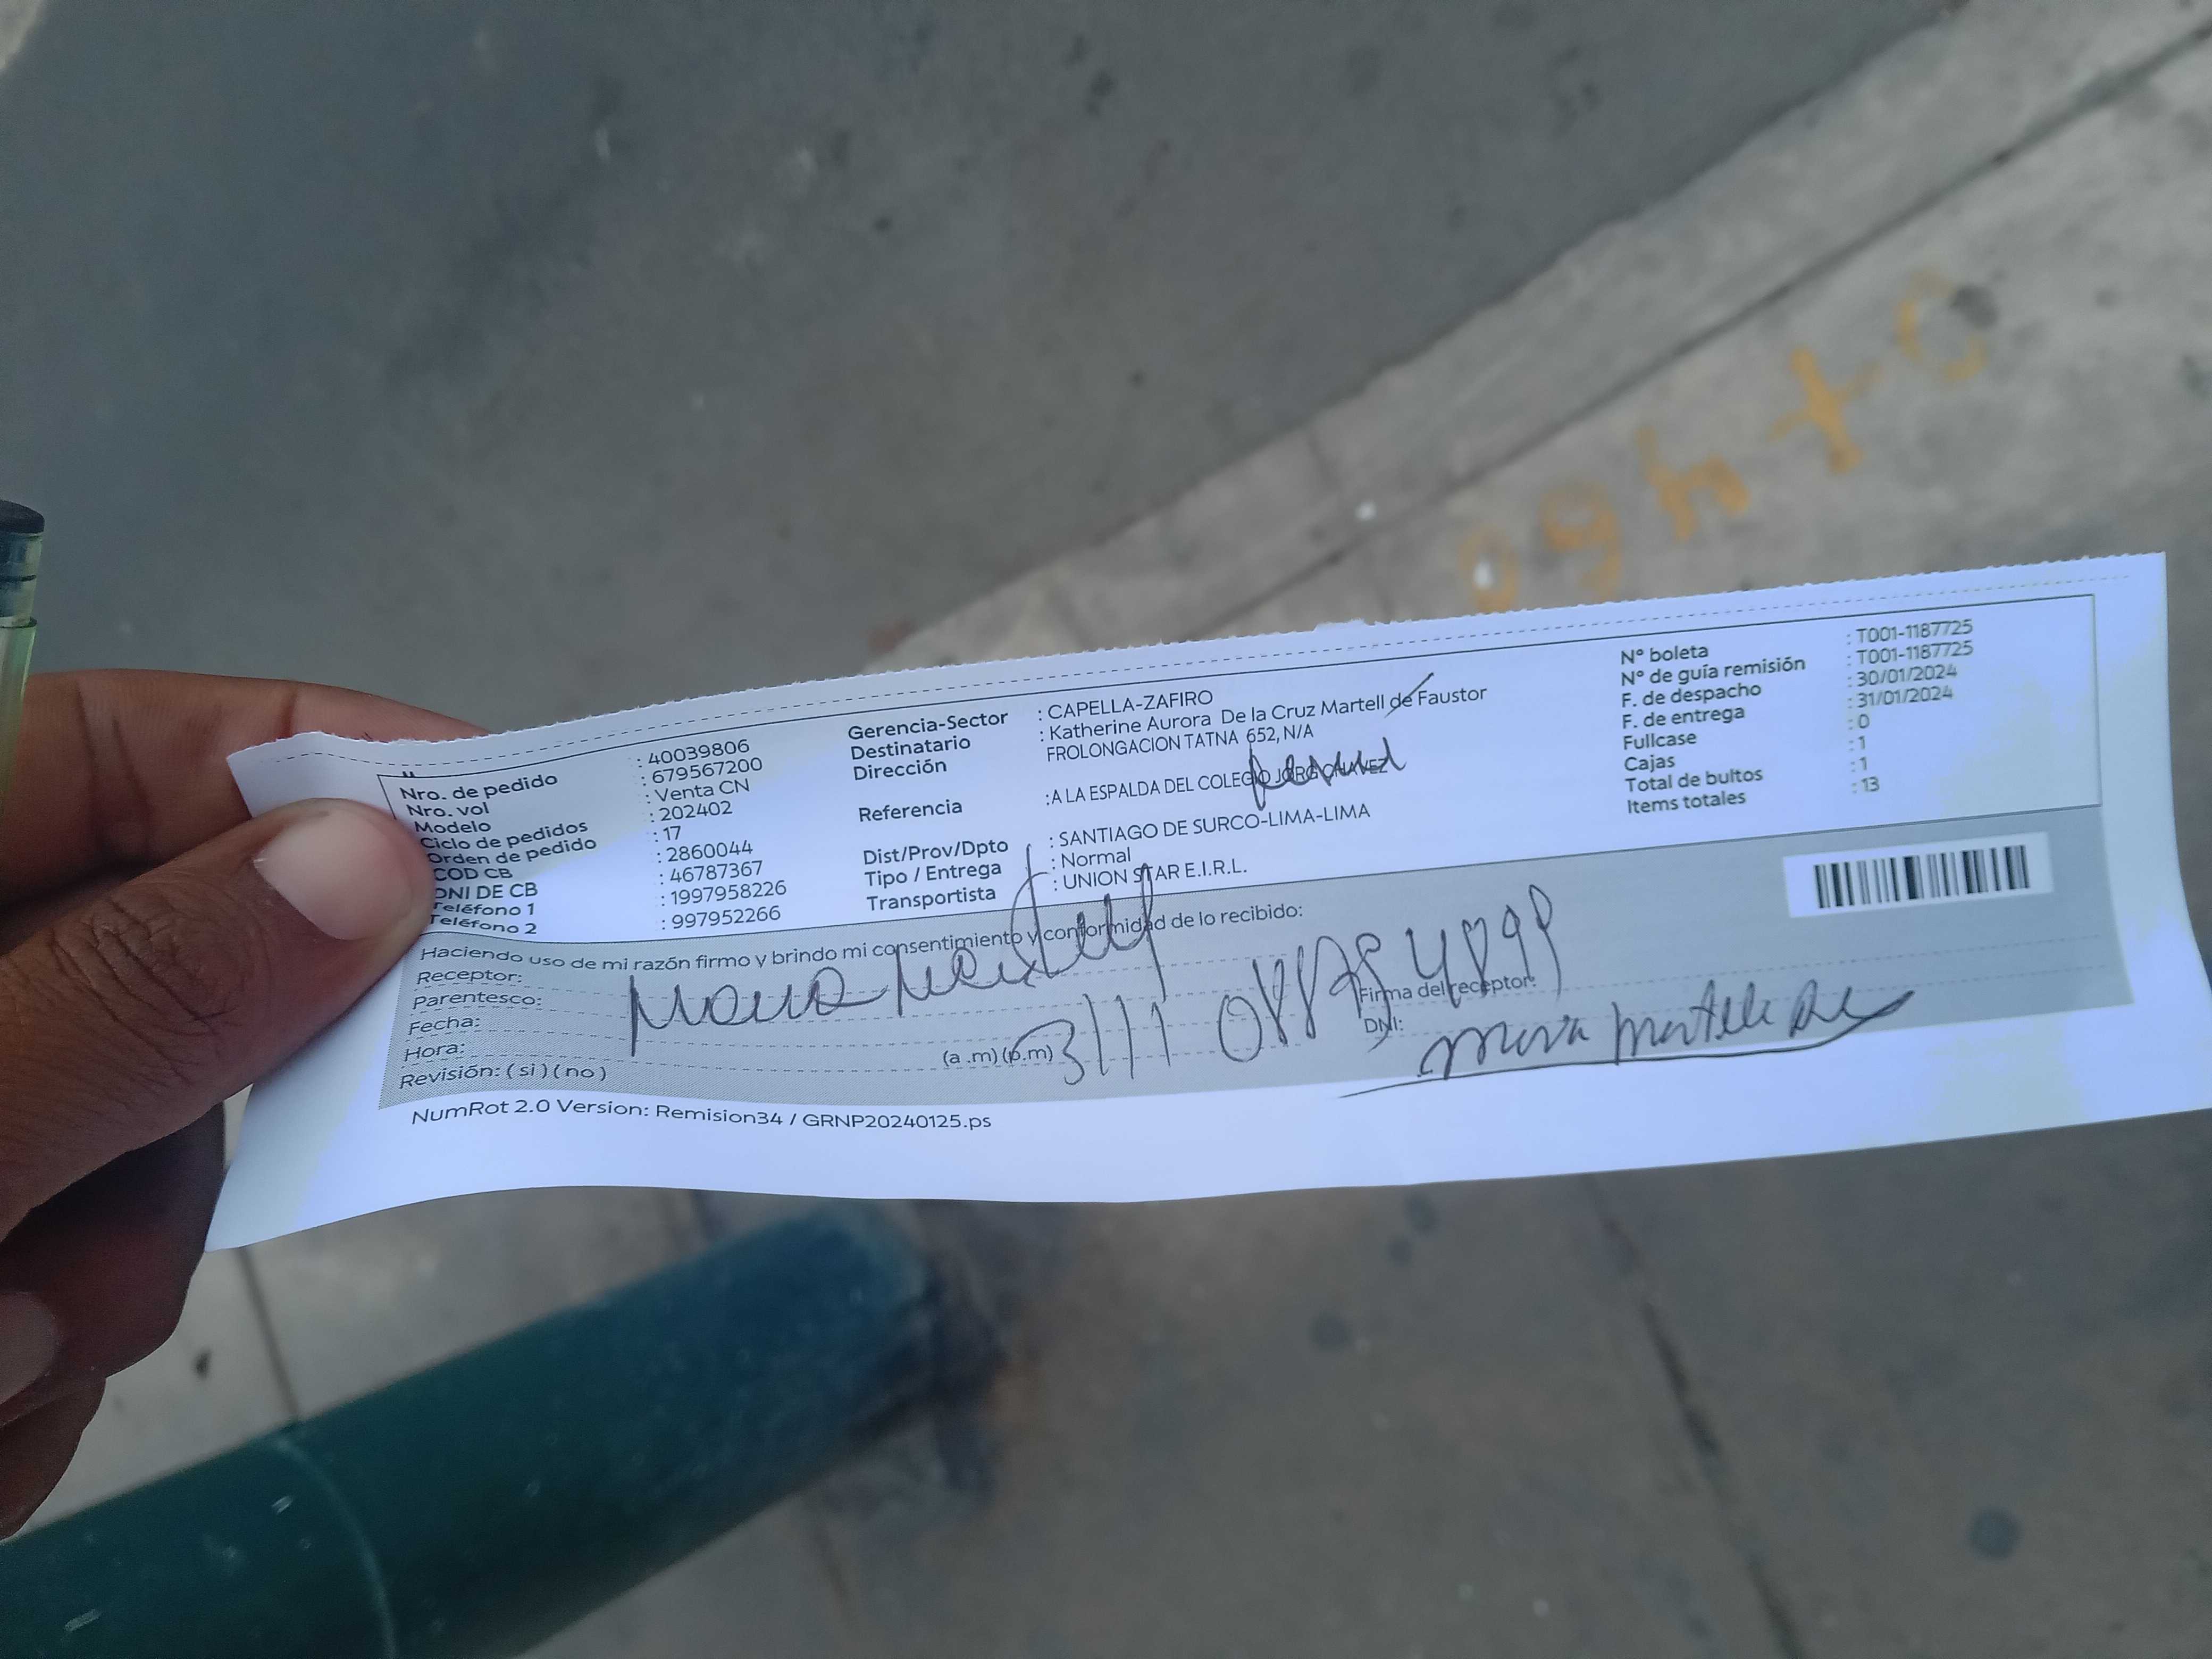 Nro. de pedido : 40039806
Nro. vol : 679567200
Modelo : Venta CN
Ciclo de pedidos : 202402
Orden de pedido : 17
COD CB : 2860044
DNI DE CB : 46787367
Teléfono 1 : 1997958226
Teléfono 2 : 997952266
Gerencia-Sector : CAPELLA-ZAFIRO
Destinatario : Katherine Aurora De la Cruz Martell de Faustor
Dirección FROLONGACION TATNA 652, N/A
Referencia :A LA ESPALDA DEL COLEGIO JORGE CHAVEZ
Dist/Prov/Dpto : SANTIAGO DE SURCO-LIMA-LIMA
Tipo / Entrega : Normal
Transportista : UNION STAR E.I.R.L.
N° boleta : T001-1187725
N° de guía remisión : T001-1187725
F. de despacho : 30/01/2024
F. de entrega : 31/01/2024
Fullcase : 0
Cajas : 1
Total de bultos : 1
Items totales : 13
Haciendo uso de mi razón firmo y brindo mi consentimiento y conformidad de lo recibido:
Receptor:
Parentesco:
Fecha:
Hora: (a .m) (p.m)
Revisión: ( si ) ( no )
Firma del receptor:
DNI:
NumRot 2.0 Version: Remision34 / GRNP20240125.ps